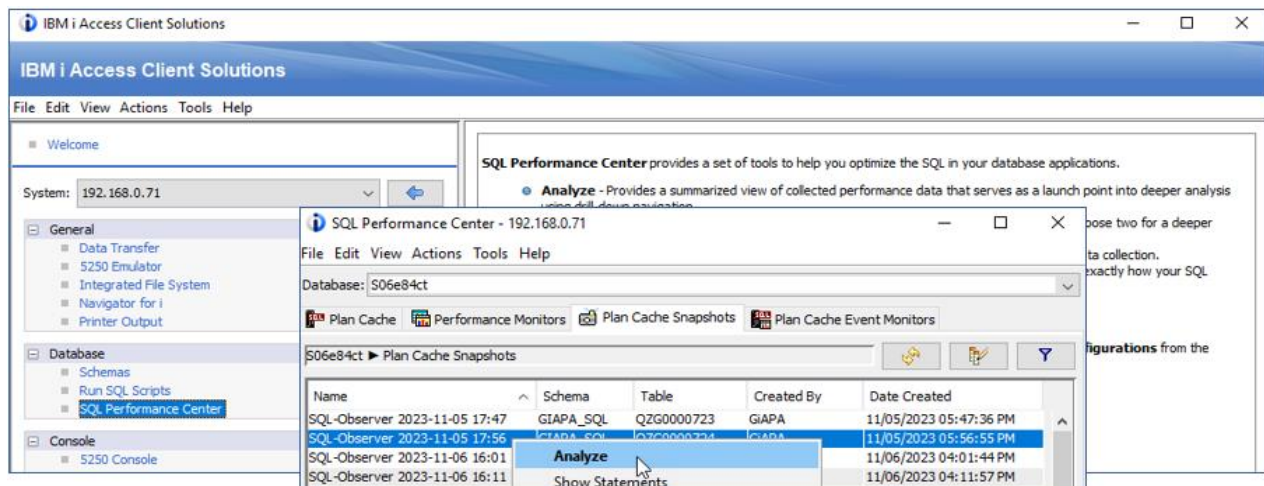 IBM i Access Client Solutions
IBM i Access Client Solutions
File Edit View Actions Tools Help
Welcome
System: 192.168.0.71
General
Data Transfer
5250 Emulator
Integrated File System
Navigator for i
Printer Output
Database
Schemas
Run SQL Scripts
SQL Performance Center
Console
5250 Console
SQL Performance Center provides a set of tools to help you optimize the SQL in your database applications.
Analyze - Provides a summarized view of collected performance data that serves as a launch point into deeper analysis
using drill-down navigation
two for a deeper
ta collection.
exactly how your SQL
figurations from the
SQL Performance Center - 192.168.0.71
File Edit View Actions Tools Help
Database: S06e84ct
Plan Cache Performance Monitors Plan Cache Snapshots Plan Cache Event Monitors
S06e84ct ► Plan Cache Snapshots
Name Schema Table Created By Date Created
SQL-Observer 2023-11-05 17:47 GIAPA_SQL QZG0000723 GiAPA 11/05/2023 05:47:36 PM
SQL-Observer 2023-11-05 17:56 GIAPA_SQL QZG0000724 GiAPA 11/05/2023 05:56:55 PM
SQL-Observer 2023-11-06 16:01 11/06/2023 04:01:44 PM
SQL-Observer 2023-11-06 16:11 11/06/2023 04:11:57 PM
Analyze
Show Statements